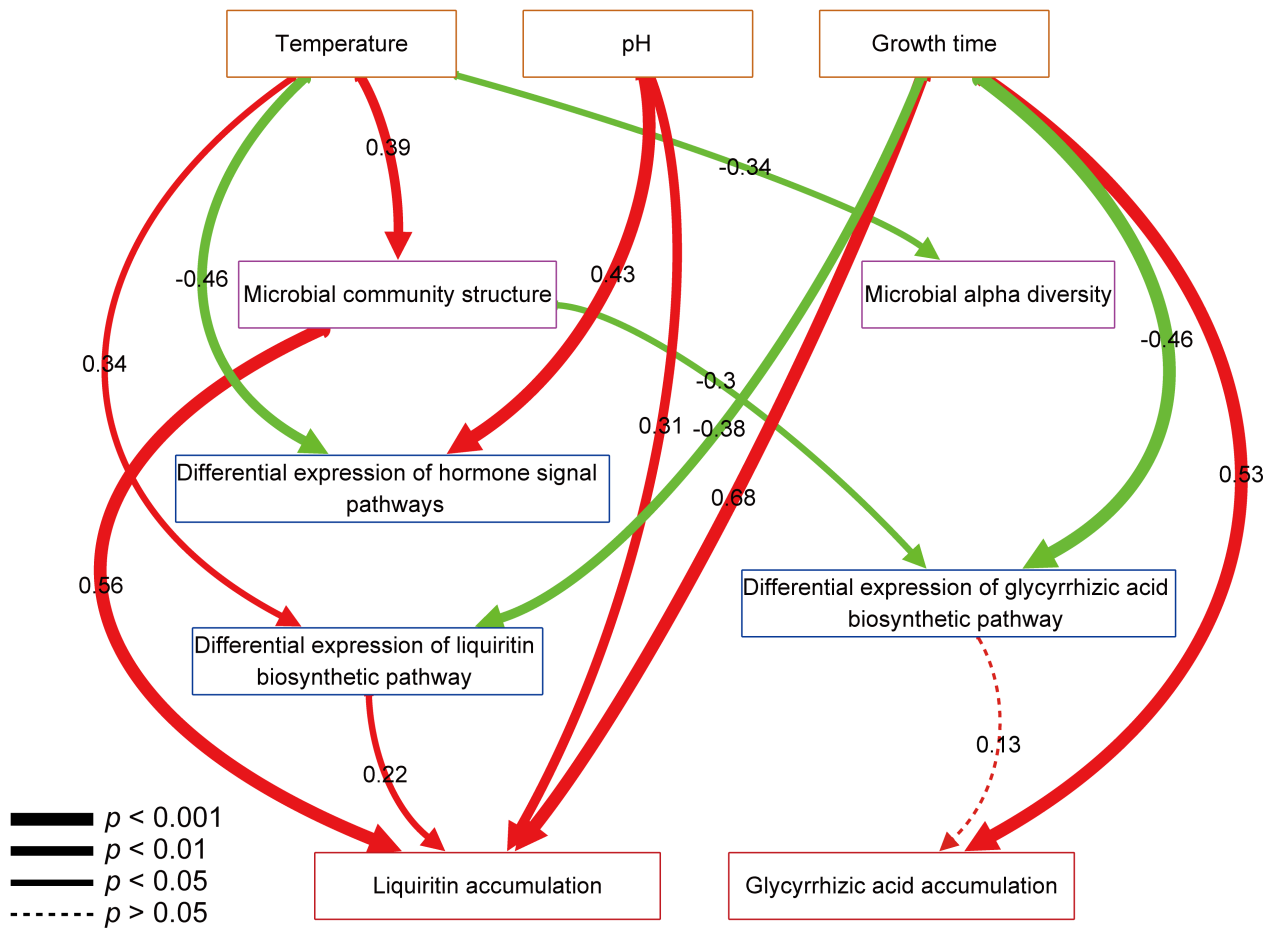 Temperature
pH
Growth time
0.39
-0.34
-0.46
Microbial community structure
0.43
Microbial alpha diversity
-0.46
0.34
-0.3
0.31
-0.38
Differential expression of hormone signal
pathways
0.68
0.53
0.56
Differential expression of glycyrrhizic acid
biosynthetic pathway
Differential expression of liquiritin
biosynthetic pathway
0.22
0.13
p < 0.001
p < 0.01
p < 0.05
p > 0.05
Liquiritin accumulation
Glycyrrhizic acid accumulation